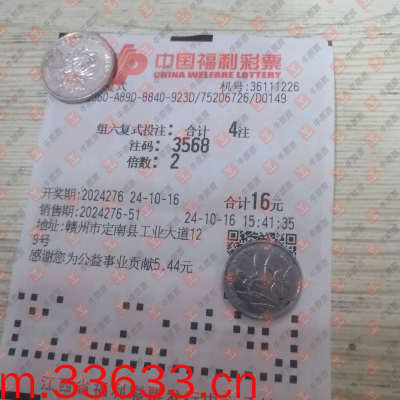 中国福利彩票
CHINA WELFARE LOTTERY
机号:36111226
A89D-8840-923D/75206726/D0149
组六复式投注: 合计 4注
注码: 3568
倍数: 2
开奖期:2024276 24-10-16 合计16元
销售期:2024276-51 24-10-16 15:41:35
地址:赣州市定南县工业大道12
9号
感谢您为公益事业贡献5.44元
m.33633.cn